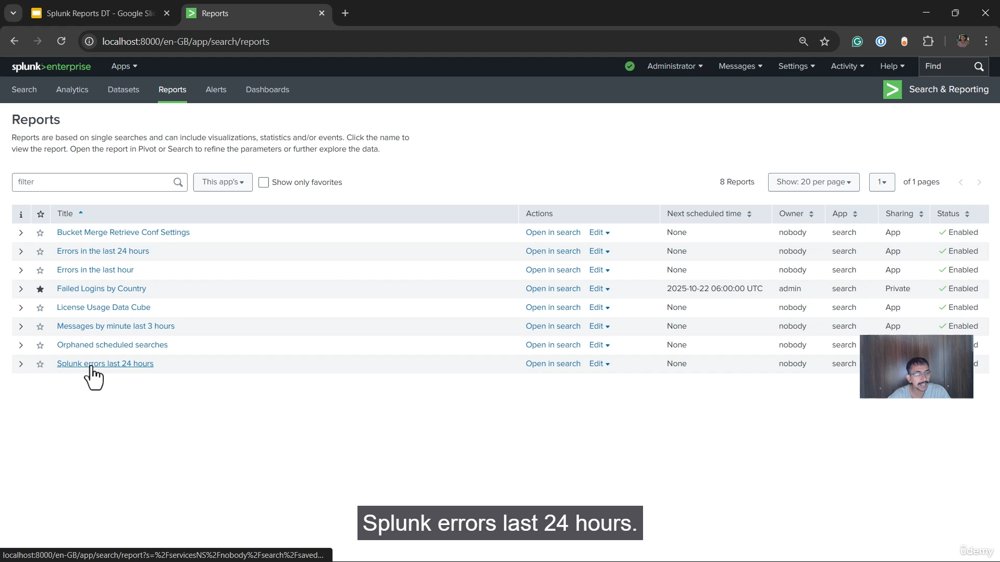 Splunk Reports DT - Google Slic
Reports
localhost:8000/en-GB/app/search/reports
splunk>enterprise Apps
Administrator Messages Settings Activity Help Find
Search Analytics Datasets Reports Alerts Dashboards
Search & Reporting
Reports
Reports are based on single searches and can include visualizations, statistics and/or events. Click the name to
view the report. Open the report in Pivot or Search to refine the parameters or further explore the data.
filter This app's Show only favorites 8 Reports Show: 20 per page 1 of 1 pages
i Title Actions Next scheduled time Owner App Sharing Status
Bucket Merge Retrieve Conf Settings Open in search Edit None nobody search App Enabled
Errors in the last 24 hours Open in search Edit None nobody search App Enabled
Errors in the last hour Open in search Edit None nobody search App Enabled
Failed Logins by Country Open in search Edit 2025-10-22 06:00:00 UTC admin search Private Enabled
License Usage Data Cube Open in search Edit None nobody search App Enabled
Messages by minute last 3 hours Open in search Edit None nobody search App Enabled
Orphaned scheduled searches Open in search Edit None nobody search d
Splunk errors last 24 hours Open in search Edit None nobody search d
Splunk errors last 24 hours.
localhost:8000/en-GB/app/search/report?s=%2FservicesNS%2Fnobody%2Fsearch%2Fsaved...
ûdemy